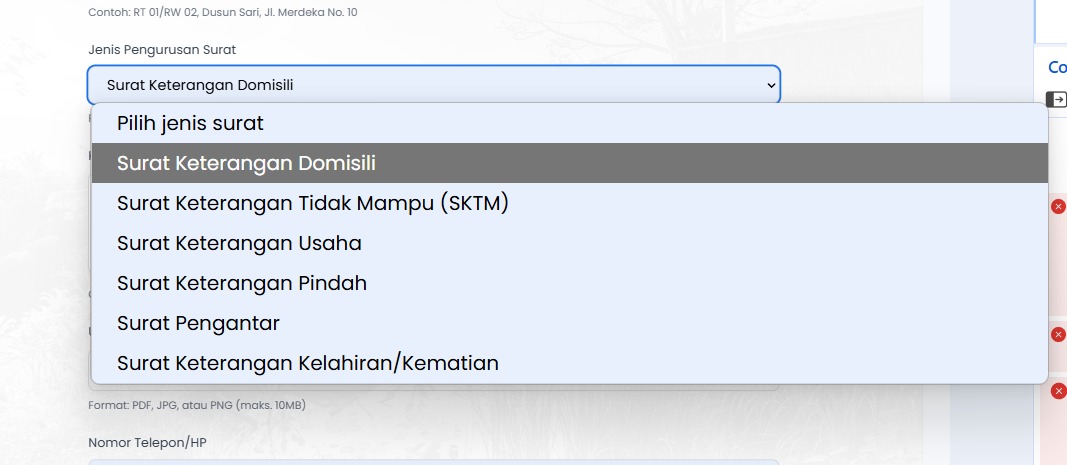 Contoh: RT 01/RW 02, Dusun Sari, Jl. Merdeka No. 10
Jenis Pengurusan Surat
Surat Keterangan Domisili
Pilih jenis surat
Surat Keterangan Domisili
Surat Keterangan Tidak Mampu (SKTM)
Surat Keterangan Usaha
Surat Keterangan Pindah
Surat Pengantar
Surat Keterangan Kelahiran/Kematian
Format: PDF, JPG, atau PNG (maks. 10MB)
Nomor Telepon/HP
Co